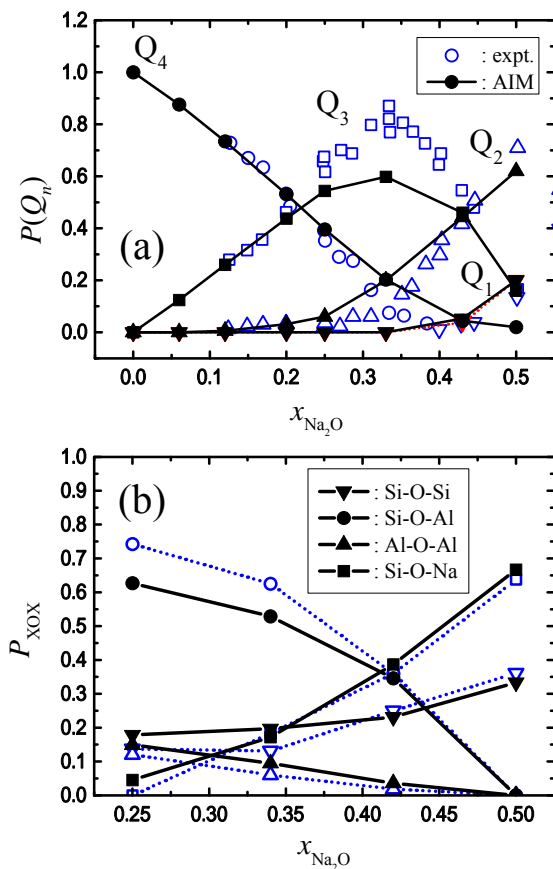 1.2
1.0
0.8
0.6
0.4
0.2
0.0
P(Qₙ)
Q₄
Q₃
Q₂
Q₁
: expt.
: AIM
(a)
0.0 0.1 0.2 0.3 0.4 0.5
x_Na₂O
1.0
0.9
0.8
0.7
0.6
0.5
0.4
0.3
0.2
0.1
0.0
P_XOX
(b)
: Si-O-Si
: Si-O-Al
: Al-O-Al
: Si-O-Na
0.25 0.30 0.35 0.40 0.45 0.50
x_Na₂O